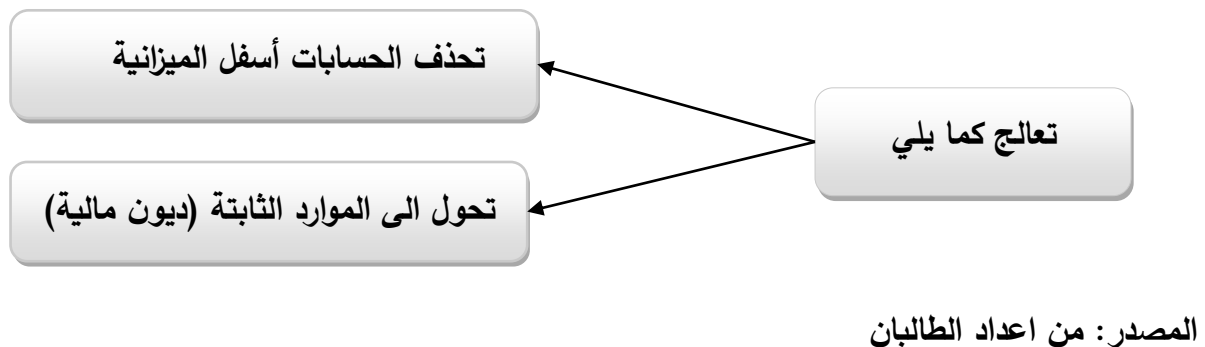 تحذف الحسابات أسفل الميزانية
تعالج كما يلي
تحول الى الموارد الثابتة (ديون مالية)
المصدر: من اعداد الطالبان